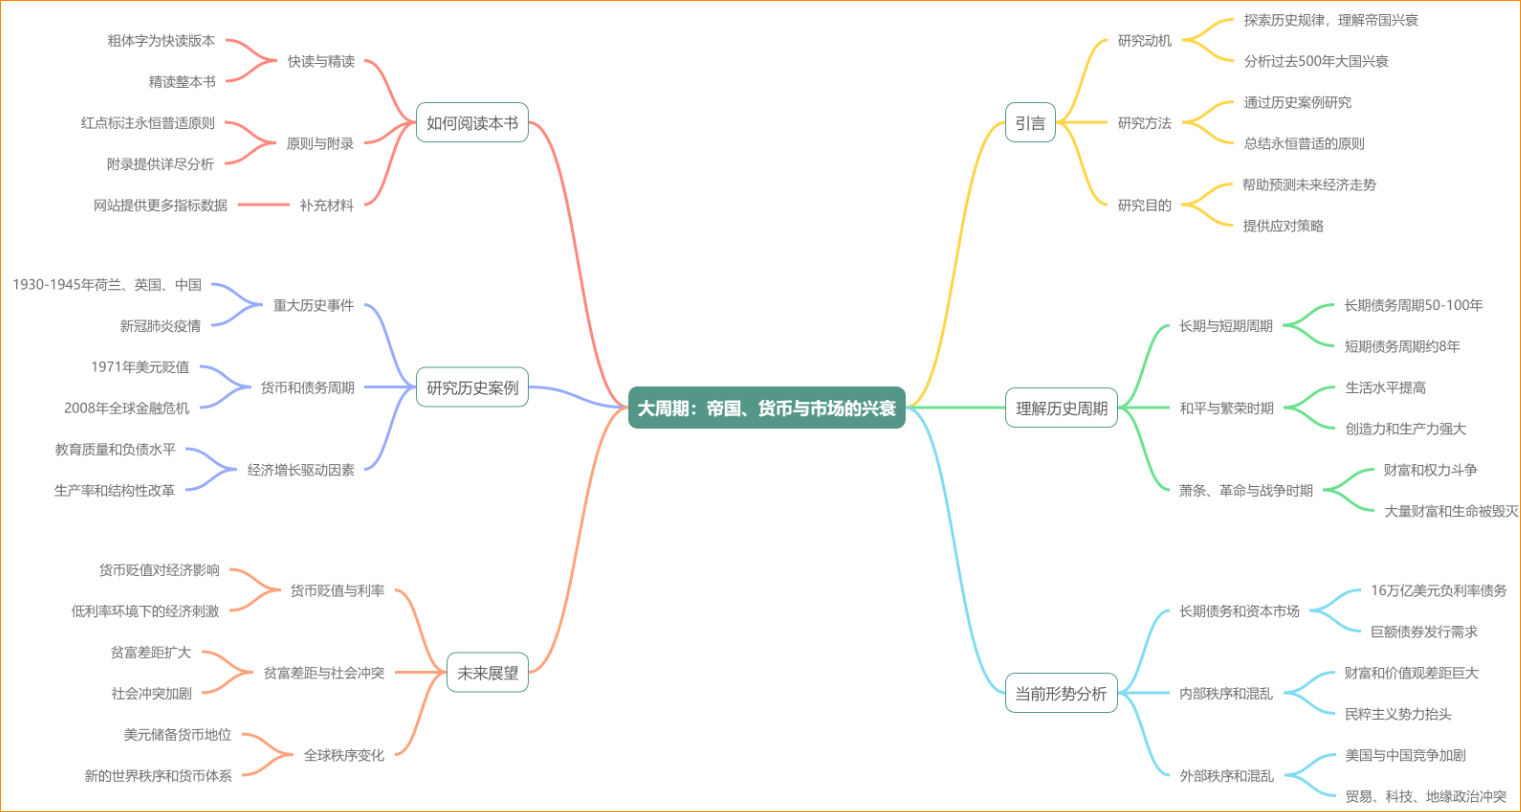 大周期：帝国、货币与市场的兴衰
引言
研究动机
探索历史规律，理解帝国兴衰
分析过去500年大国兴衰
研究方法
通过历史案例研究
总结永恒普适的原则
研究目的
帮助预测未来经济走势
提供应对策略
理解历史周期
长期与短期周期
长期债务周期50-100年
短期债务周期约8年
和平与繁荣时期
生活水平提高
创造力和生产力强大
萧条、革命与战争时期
财富和权力斗争
大量财富和生命被毁灭
当前形势分析
长期债务和资本市场
16万亿美元负利率债务
巨额债券发行需求
内部秩序和混乱
财富和价值观差距巨大
民粹主义势力抬头
外部秩序和混乱
美国与中国竞争加剧
贸易、科技、地缘政治冲突
如何阅读本书
快读与精读
粗体字为快读版本
精读整本书
原则与附录
红点标注永恒普适原则
附录提供详尽分析
补充材料
网站提供更多指标数据
研究历史案例
重大历史事件
1930-1945年荷兰、英国、中国
新冠肺炎疫情
货币和债务周期
1971年美元贬值
2008年全球金融危机
经济增长驱动因素
教育质量和负债水平
生产率和结构性改革
未来展望
货币贬值与利率
货币贬值对经济影响
低利率环境下的经济刺激
贫富差距与社会冲突
贫富差距扩大
社会冲突加剧
全球秩序变化
美元储备货币地位
新的世界秩序和货币体系